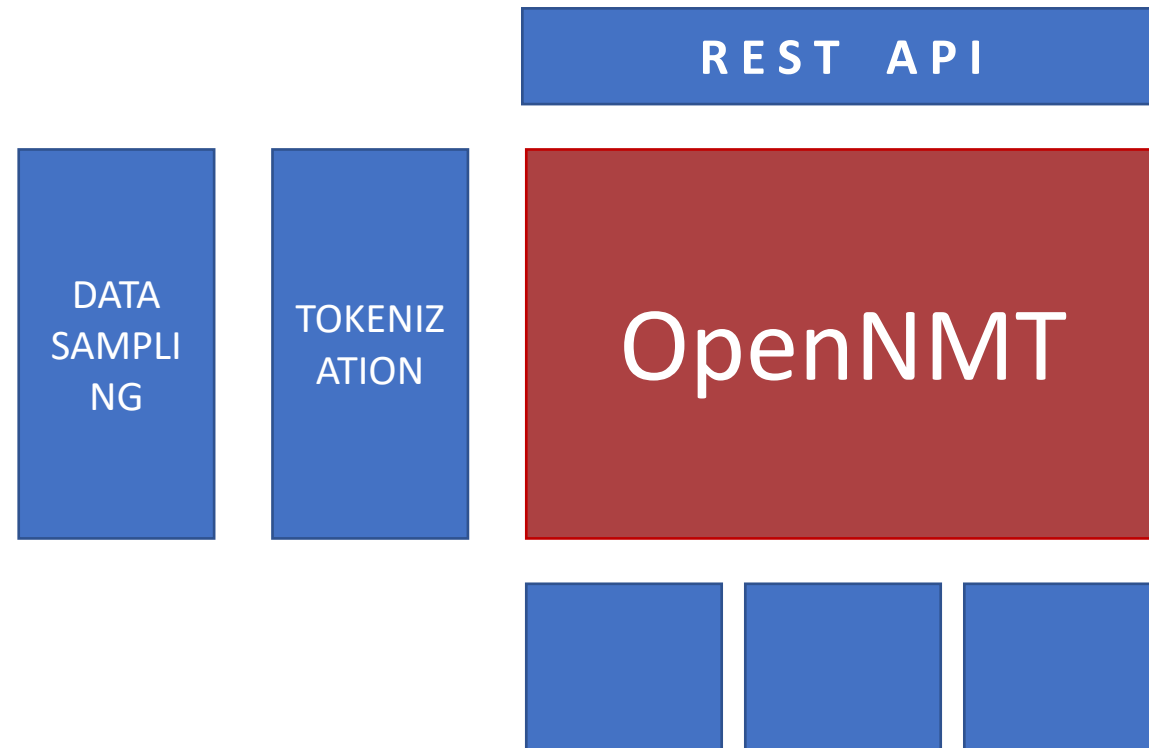 REST API
DATA
SAMPLI
NG
TOKENIZ
ATION
OpenNMT